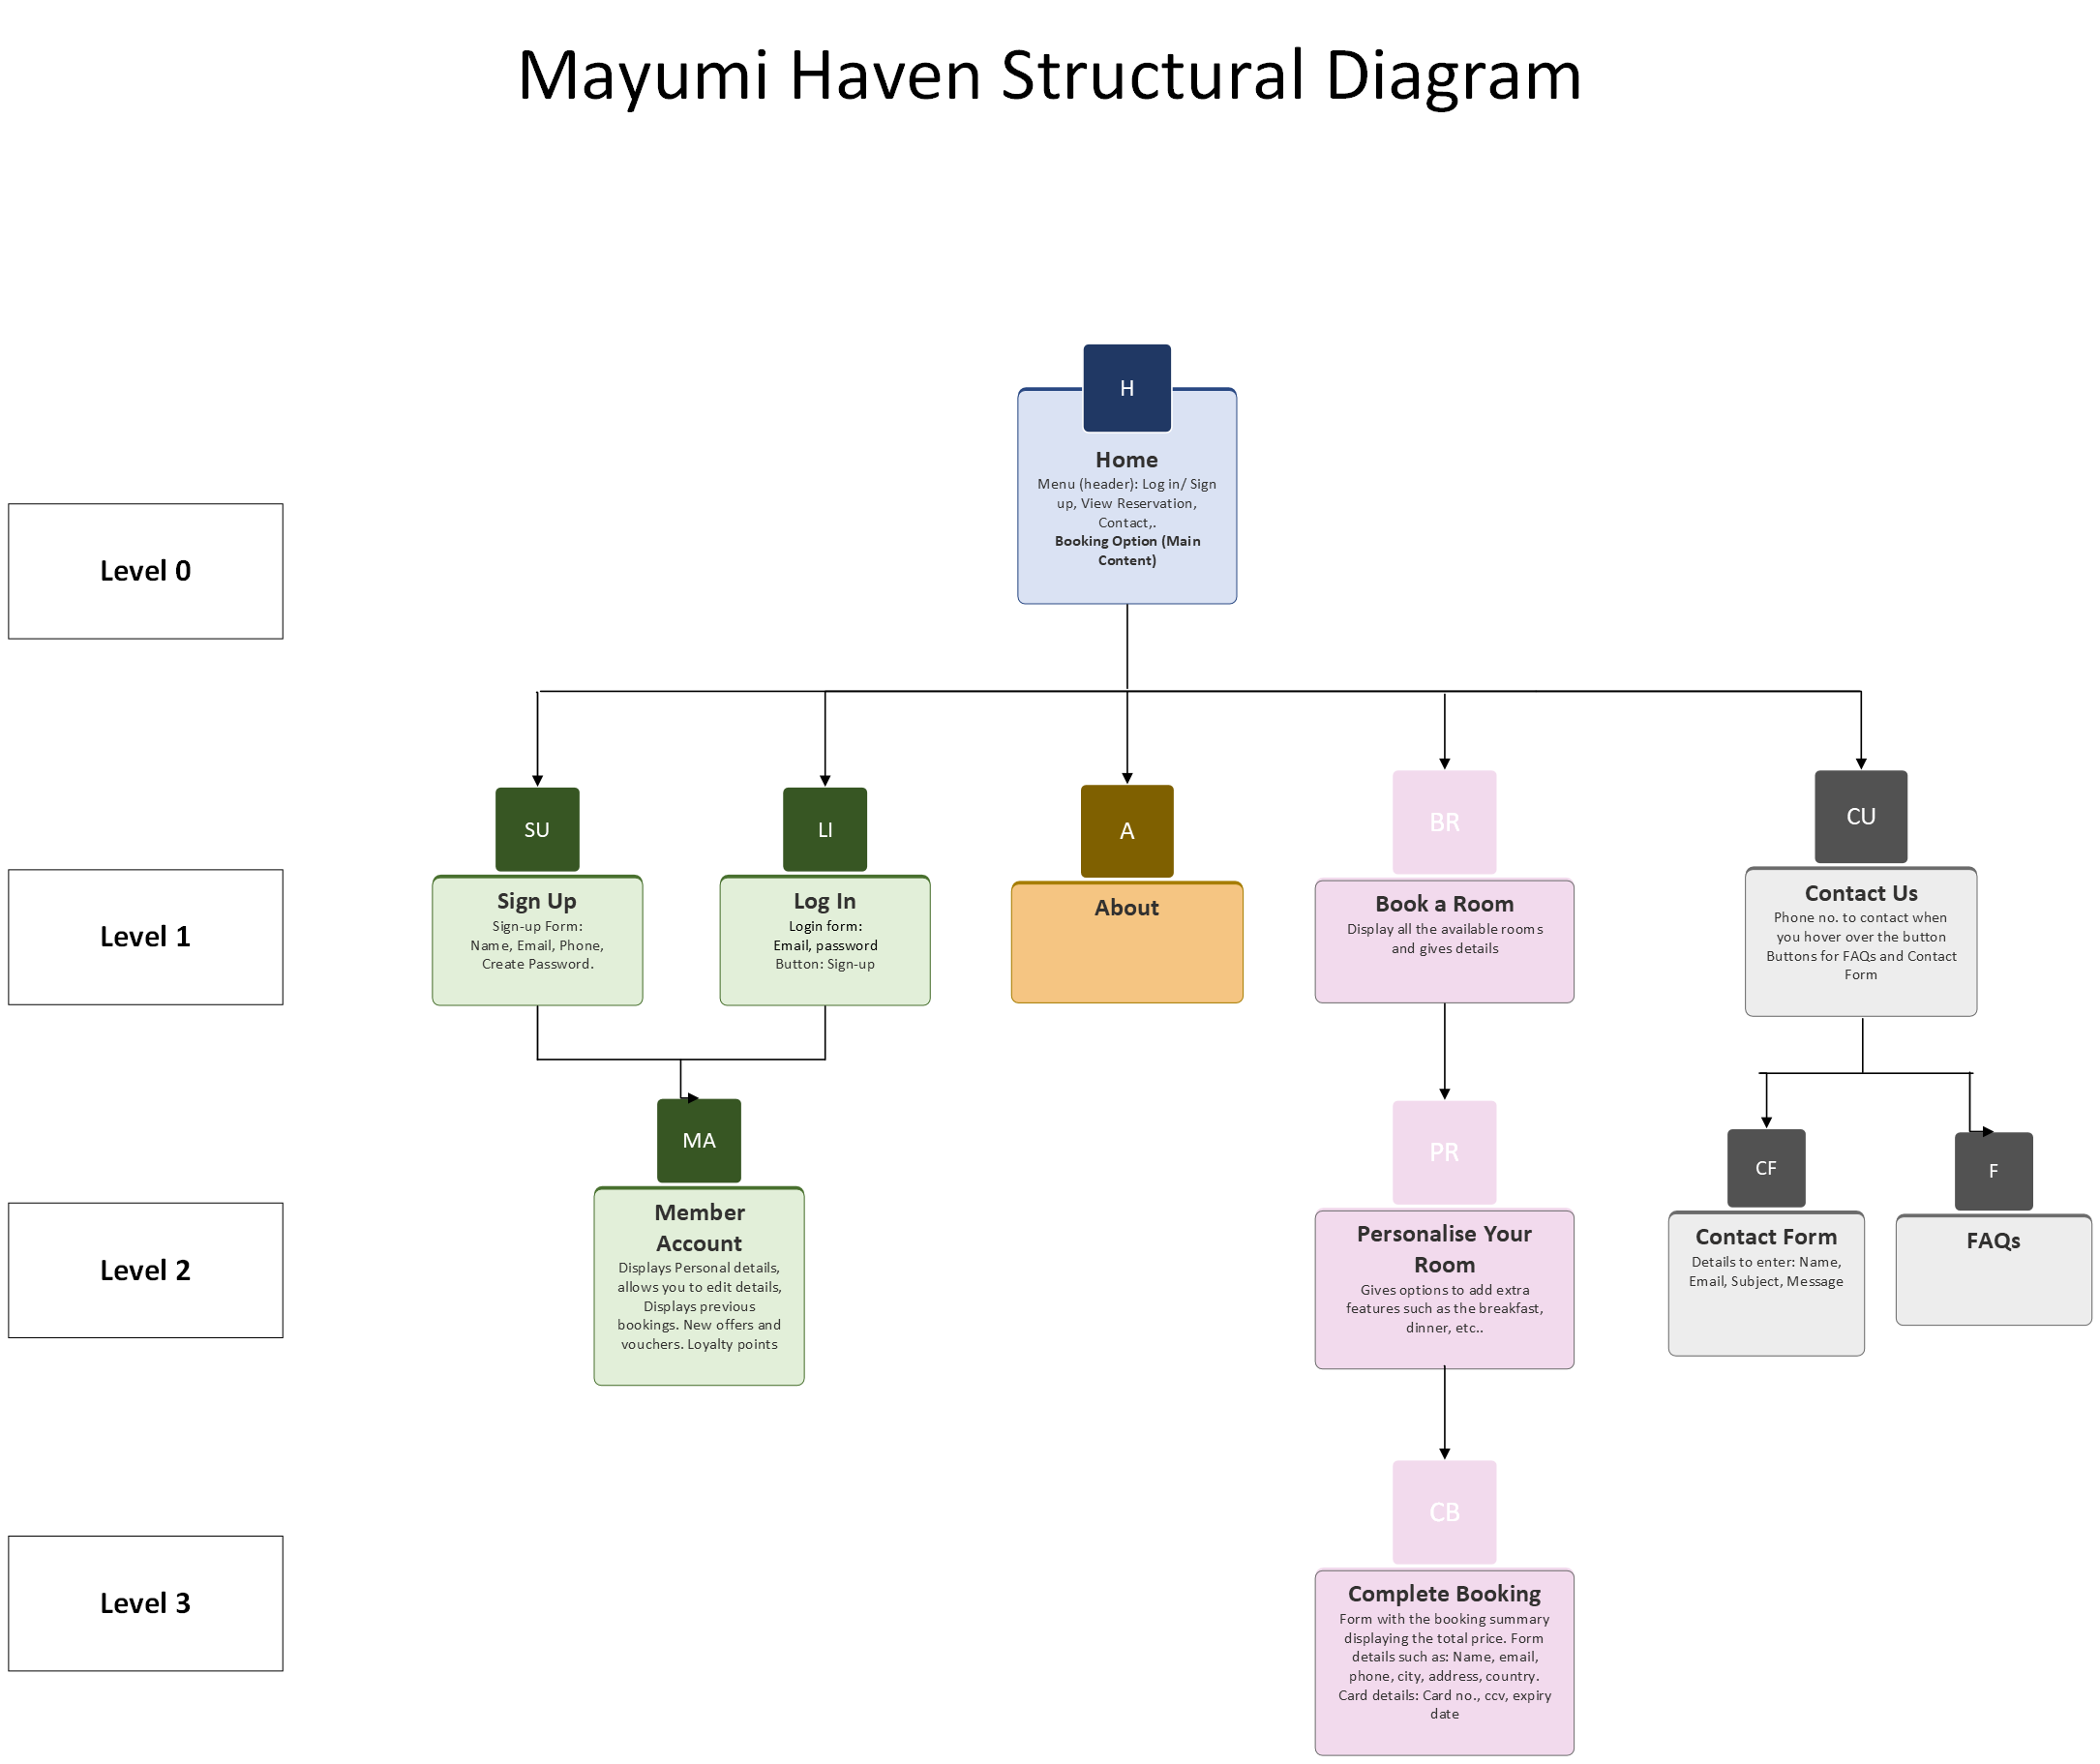 Mayumi Haven Structural Diagram
H
Home
Menu (header): Log in/ Sign
up, View Reservation,
Contact,.
Booking Option (Main
Content)
Level 0
SU
Sign Up
Sign-up Form:
Name, Email, Phone,
Create Password.
LI
Log In
Login form:
Email, password
Button: Sign-up
A
About
BR
Book a Room
Display all the available rooms
and gives details
CU
Contact Us
Phone no. to contact when
you hover over the button
Buttons for FAQs and Contact
Form
Level 1
MA
Member
Account
Displays Personal details,
allows you to edit details,
Displays previous
bookings. New offers and
vouchers. Loyalty points
PR
Personalise Your
Room
Gives options to add extra
features such as the breakfast,
dinner, etc..
CF
Contact Form
Details to enter: Name,
Email, Subject, Message
F
FAQs
Level 2
CB
Complete Booking
Form with the booking summary
displaying the total price. Form
details such as: Name, email,
phone, city, address, country.
Card details: Card no., ccv, expiry
date
Level 3